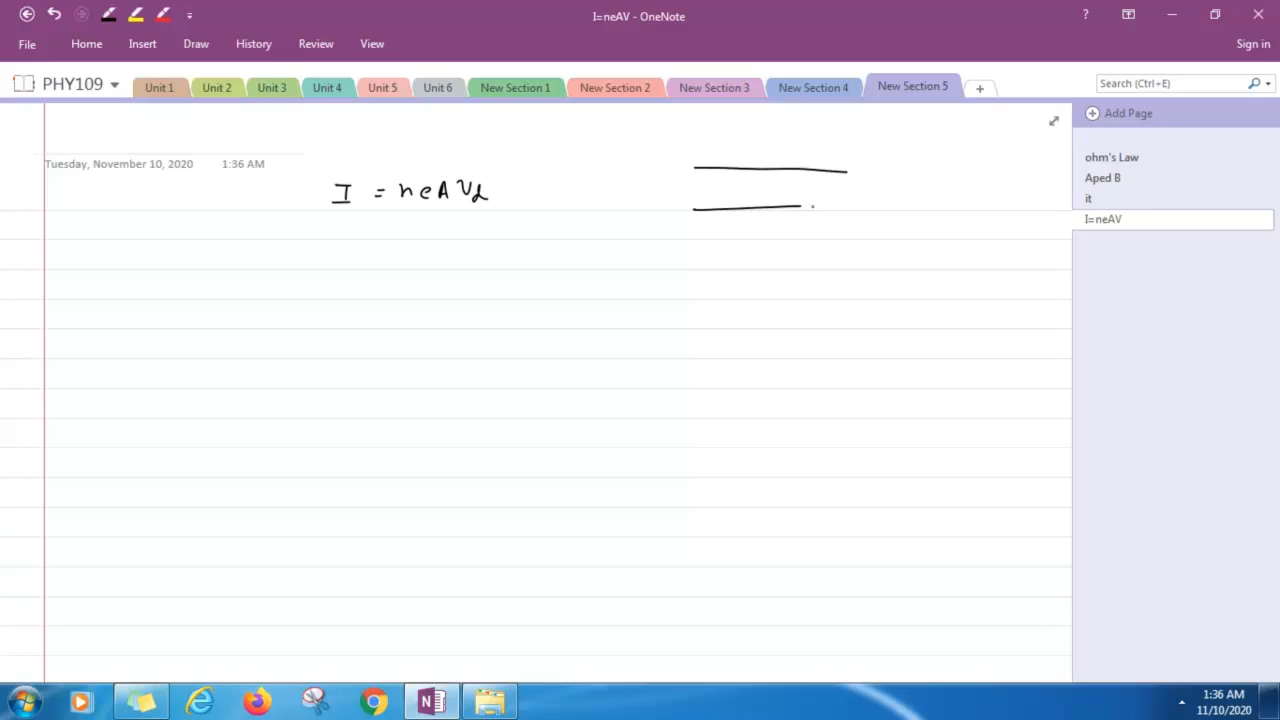 I=neAV - OneNote
? 
File Home Insert Draw History Review View Sign in
PHY109 Unit 1 Unit 2 Unit 3 Unit 4 Unit 5 Unit 6 New Section 1 New Section 2 New Section 3 New Section 4 New Section 5 + Search (Ctrl+E)
Add Page
Tuesday, November 10, 2020 1:36 AM
I = neAVd
ohm's Law
Aped B
it
I=neAV
1:36 AM
11/10/2020